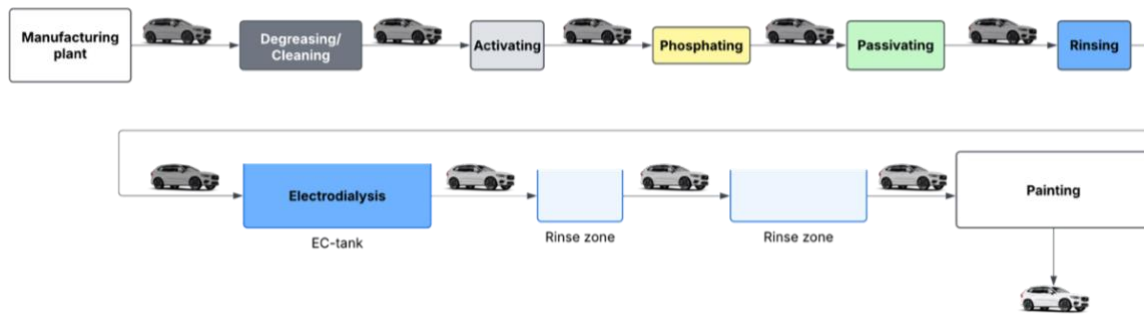 Manufacturing
plant
Degreasing/
Cleaning
Activating
Phosphating
Passivating
Rinsing
Electrodialysis
EC-tank
Rinse zone
Rinse zone
Painting